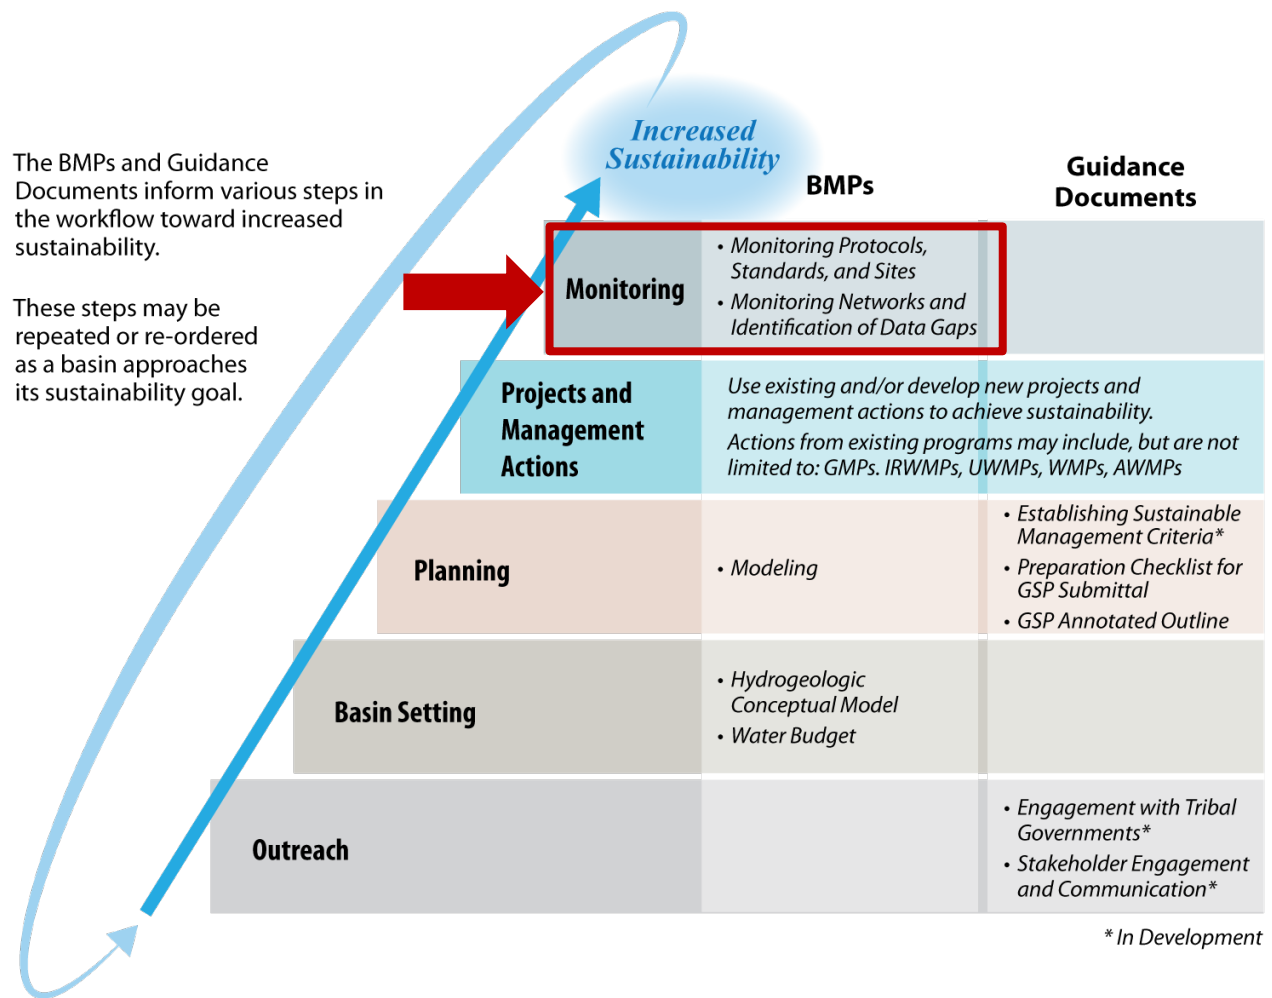 Increased
Sustainability
The BMPs and Guidance
Documents inform various steps in
the workflow toward increased
sustainability.
These steps may be
repeated or re-ordered
as a basin approaches
its sustainability goal.
BMPs
Guidance
Documents
Monitoring
• Monitoring Protocols,
Standards, and Sites
• Monitoring Networks and
Identification of Data Gaps
Projects and
Management
Actions
Use existing and/or develop new projects and
management actions to achieve sustainability.
Actions from existing programs may include, but are not
limited to: GMPs. IRWMPs, UWMPs, WMPs, AWMPs
Planning
• Modeling
• Establishing Sustainable
Management Criteria*
• Preparation Checklist for
GSP Submittal
• GSP Annotated Outline
Basin Setting
• Hydrogeologic
Conceptual Model
• Water Budget
Outreach
• Engagement with Tribal
Governments*
• Stakeholder Engagement
and Communication*
* In Development